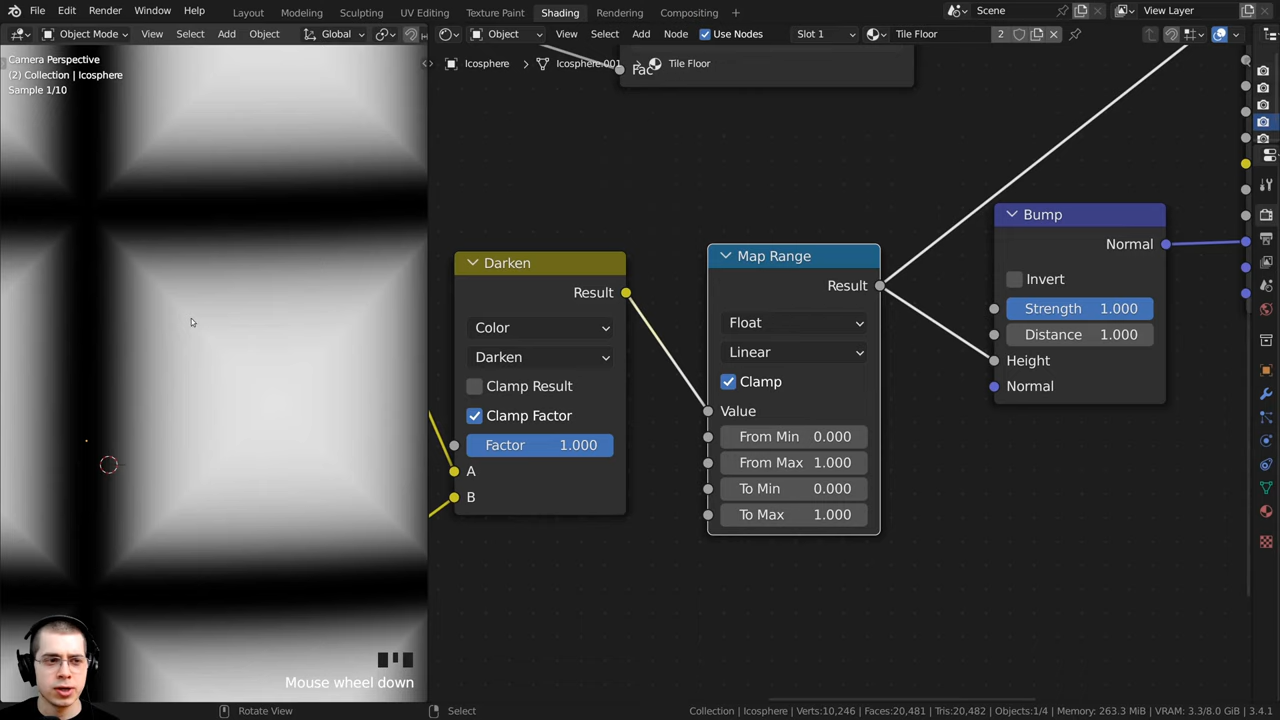 File Edit Render Window Help Layout Modeling Sculpting UV Editing Texture Paint Shading Rendering Compositing + Scene View Layer
Object Mode View Select Add Object Global Object View Select Add Node Use Nodes Slot 1 Tile Floor 2
Camera Perspective
(2) Collection | Icosphere
Sample 1/10
Icosphere Icosphere.001 Tile Floor
Fac
Bump
Normal
Invert
Strength 1.000
Distance 1.000
Height
Normal
Darken
Result
Color
Darken
Clamp Result
Clamp Factor
Factor 1.000
A
B
Map Range
Result
Float
Linear
Clamp
Value
From Min 0.000
From Max 1.000
To Min 0.000
To Max 1.000
Mouse wheel down
Rotate View Select Collection | Icosphere | Verts:10,246 | Faces:20,481 | Tris:20,482 | Objects:1/4 | Memory: 263.3 MiB | VRAM: 3.3/8.0 GiB | 3.4.1